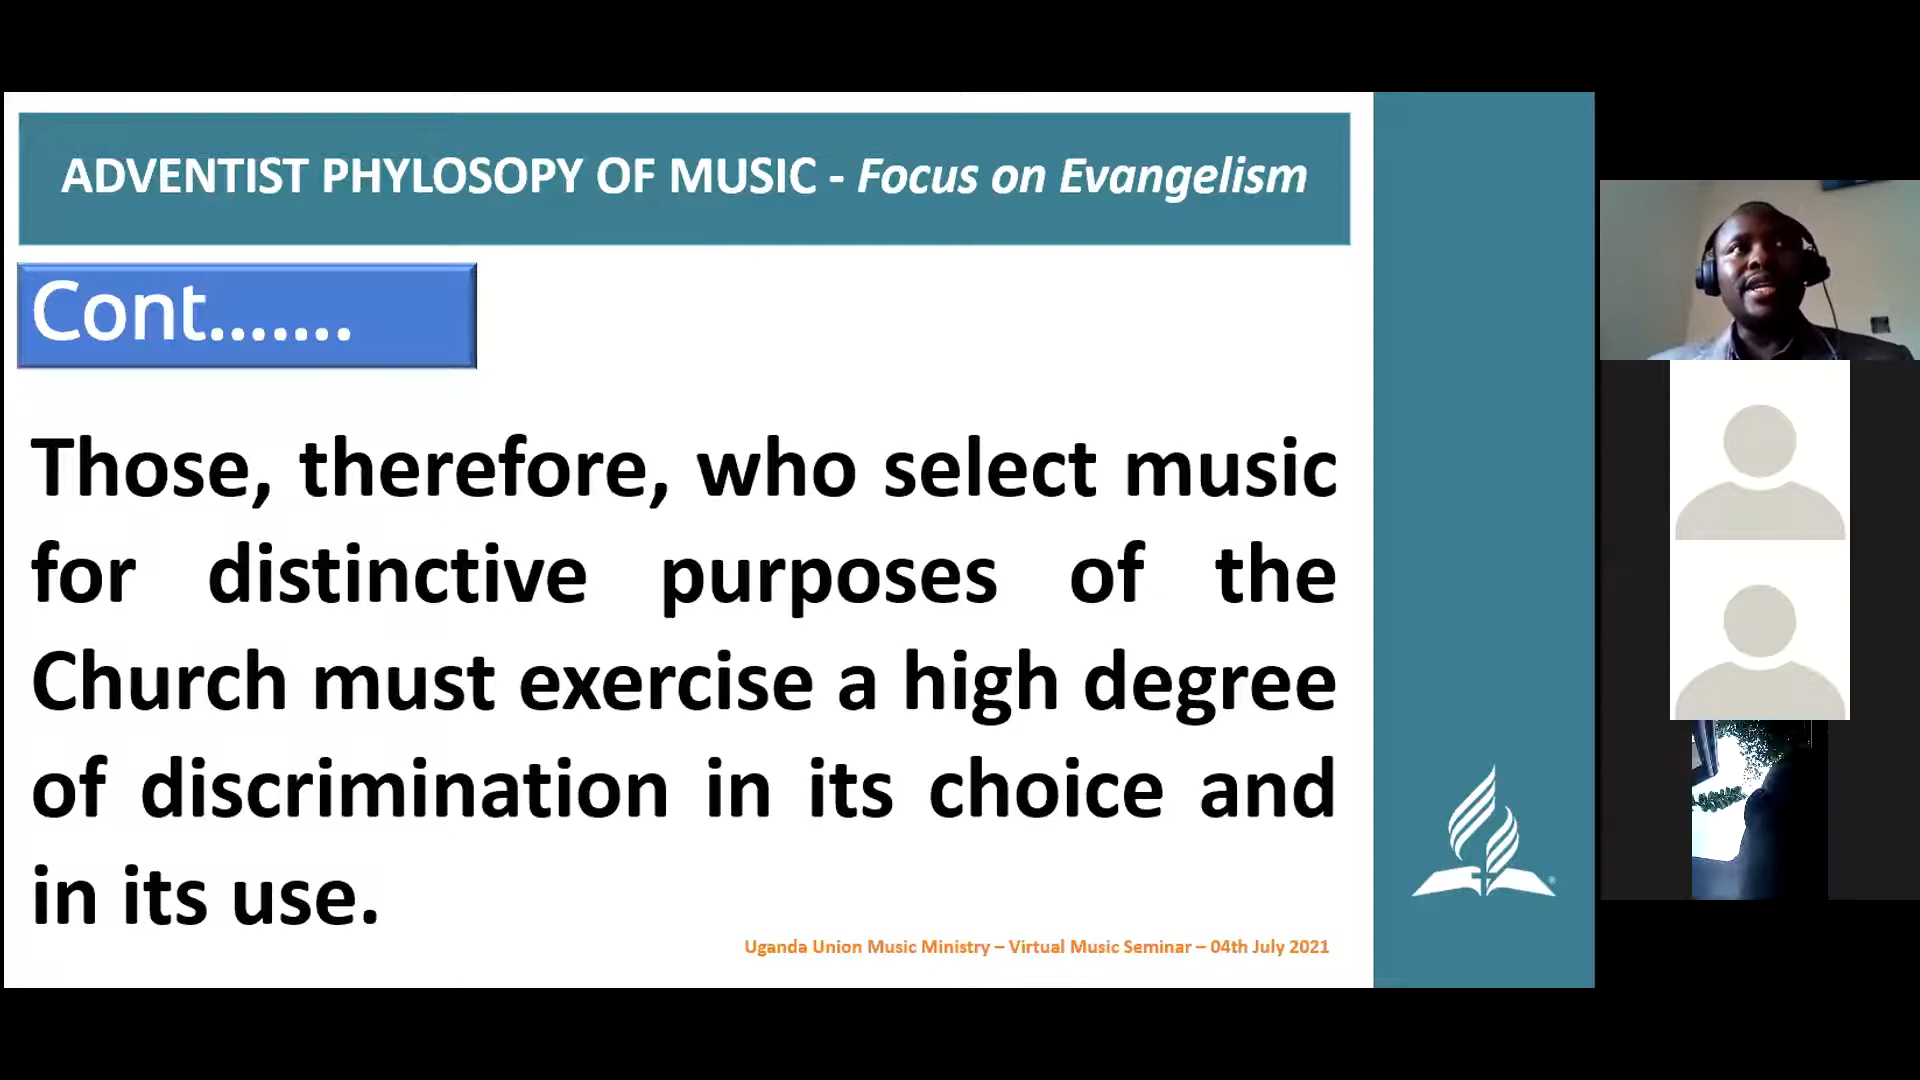 ADVENTIST PHYLOSOPY OF MUSIC - Focus on Evangelism
Cont.......
Those, therefore, who select music
for distinctive purposes of the
Church must exercise a high degree
of discrimination in its choice and
in its use.
Uganda Union Music Ministry – Virtual Music Seminar – 04th July 2021